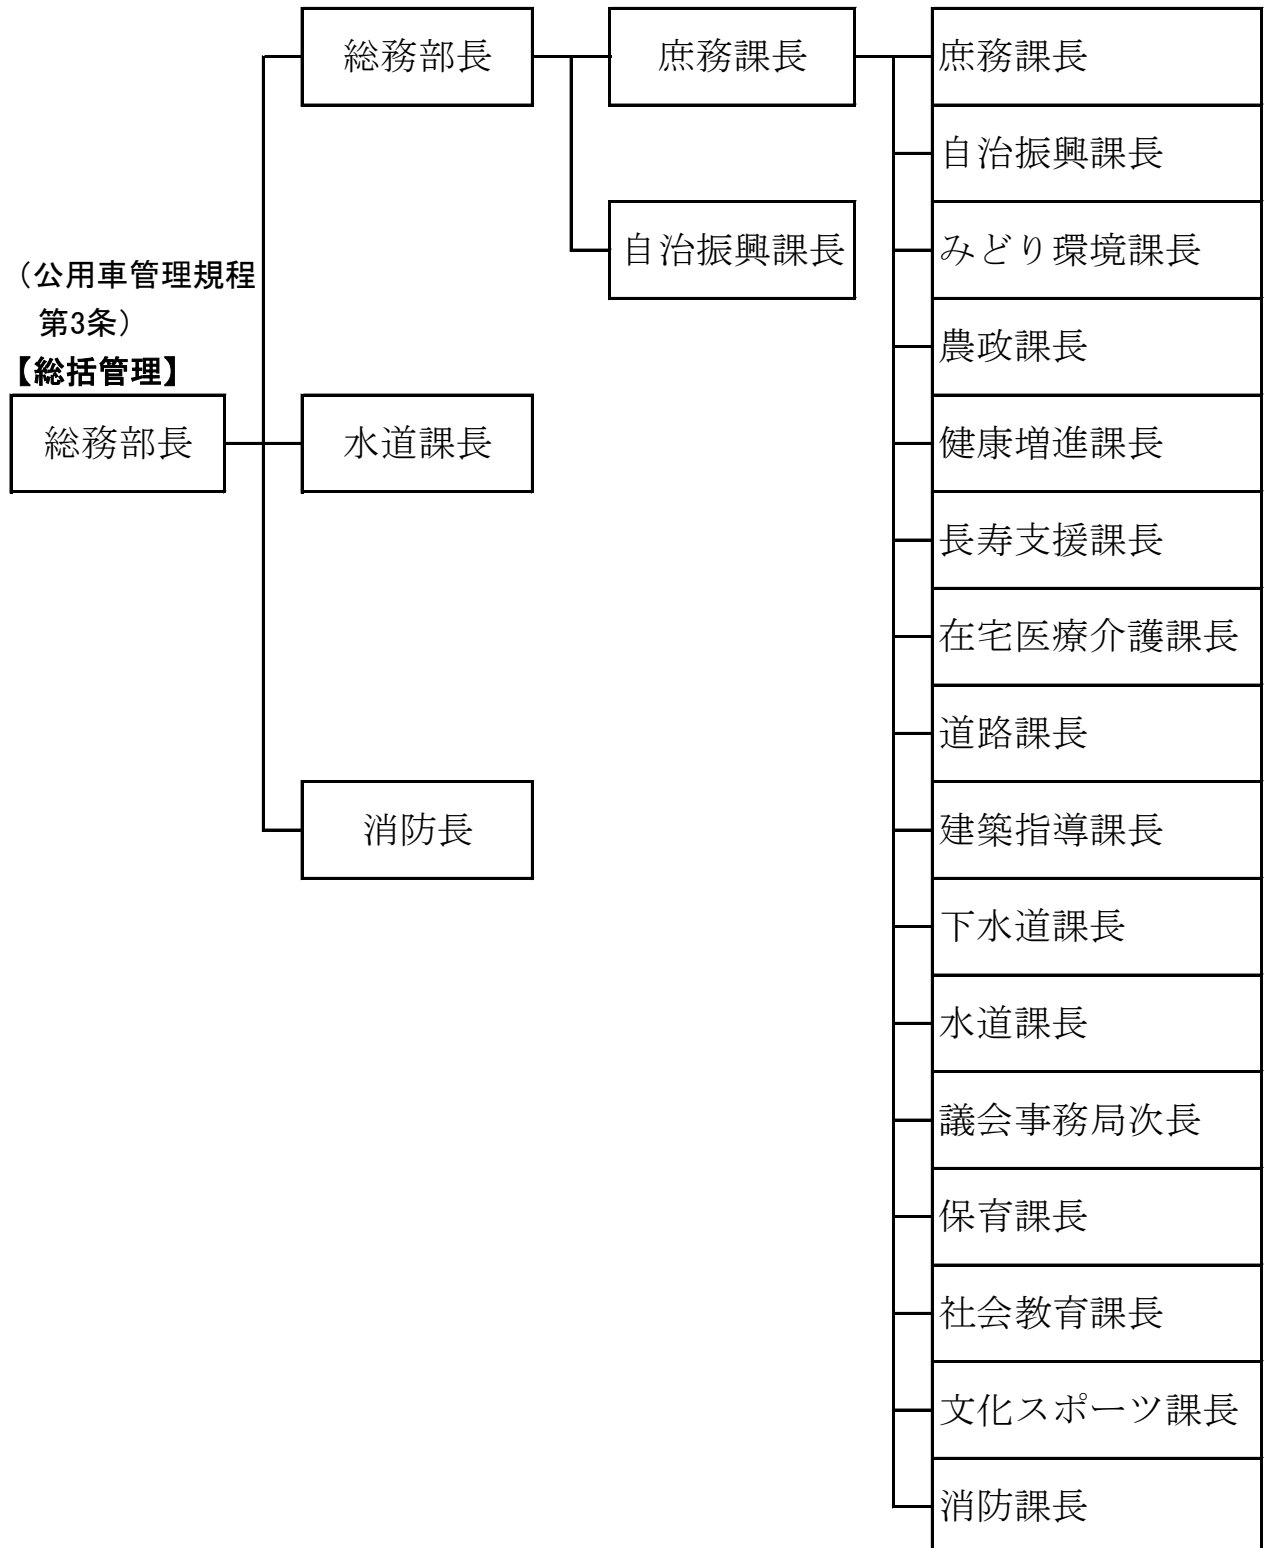 総務部長
庶務課長
庶務課長
自治振興課長
自治振興課長
みどり環境課長
（公用車管理規程
第3条）
農政課長
【総括管理】
総務部長
水道課長
健康増進課長
長寿支援課長
在宅医療介護課長
道路課長
消防長
建築指導課長
下水道課長
水道課長
議会事務局次長
保育課長
社会教育課長
文化スポーツ課長
消防課長